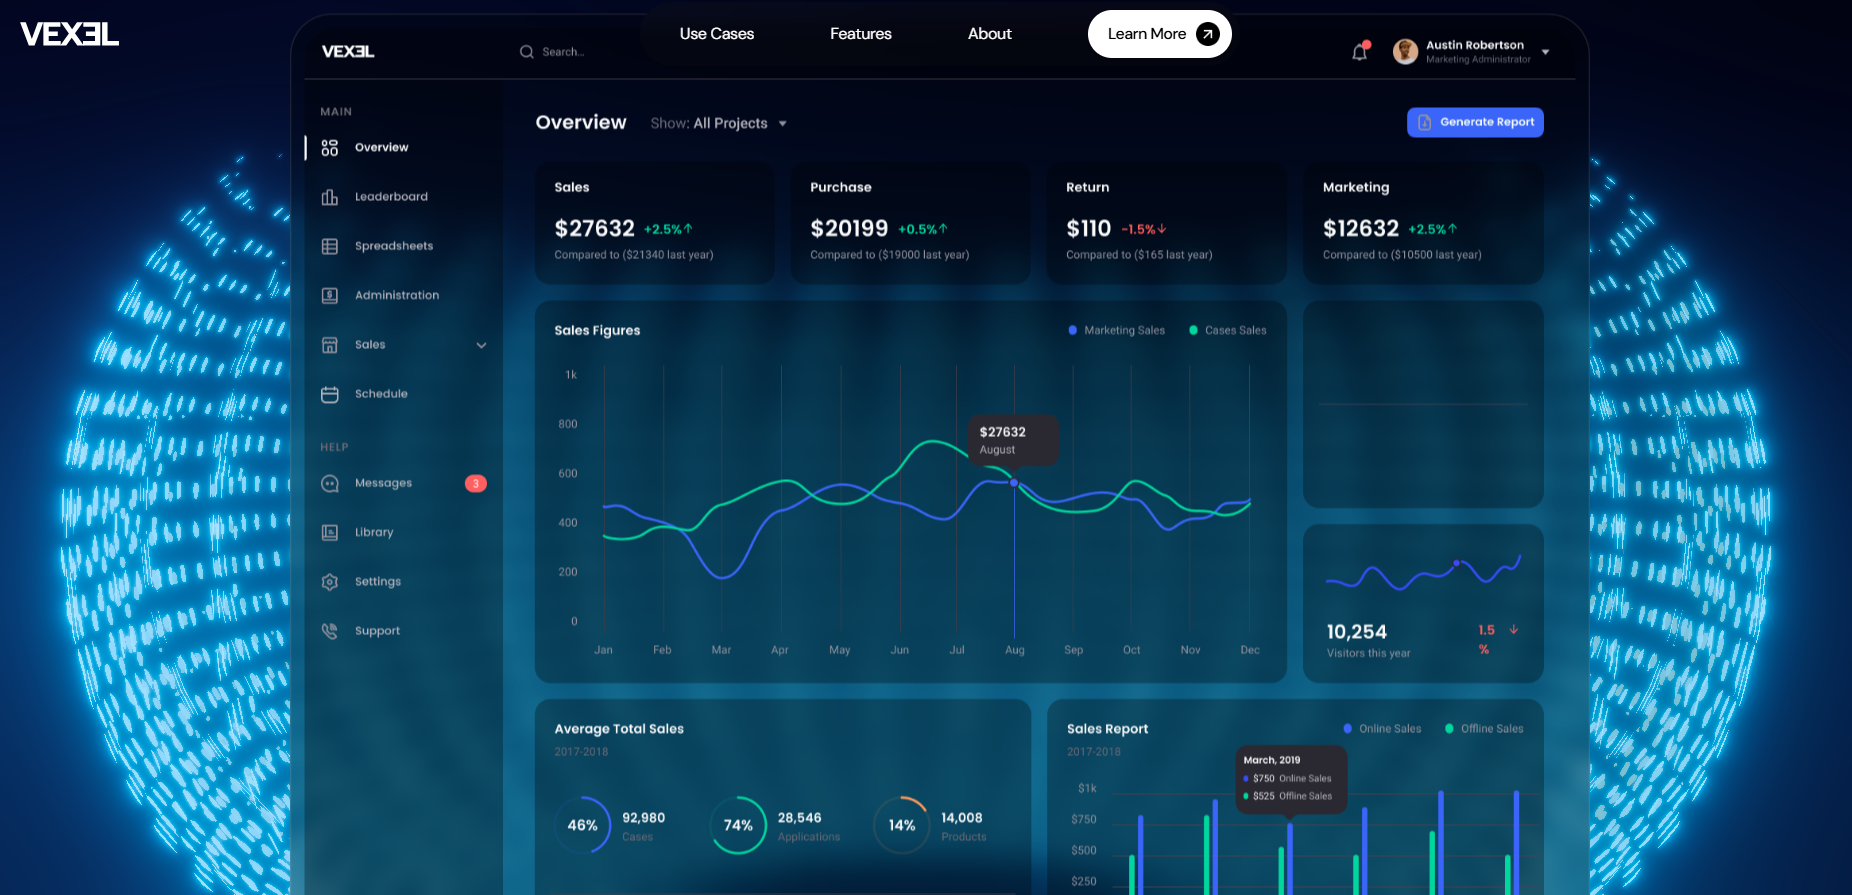 VEXEL
Use Cases
Features
About
Learn More
VEXEL
Search...
Austin Robertson
Marketing Administrator
MAIN
Overview
Leaderboard
Spreadsheets
Administration
Sales
Schedule
HELP
Messages
3
Library
Settings
Support
Overview
Show: All Projects
Generate Report
Sales
$27632 +2.5%↑
Compared to ($21340 last year)
Purchase
$20199 +0.5%↑
Compared to ($19000 last year)
Return
$110 -1.5%↓
Compared to ($165 last year)
Marketing
$12632 +2.5%↑
Compared to ($10500 last year)
Sales Figures
Marketing Sales
Cases Sales
1k
800
600
400
200
0
$27632
August
Jan Feb Mar Apr May Jun Jul Aug Sep Oct Nov Dec
10,254
Visitors this year
1.5 ↓
%
Average Total Sales
2017-2018
46%
92,980
Cases
74%
28,546
Applications
14%
14,008
Products
Sales Report
2017-2018
Online Sales
Offline Sales
March, 2019
$750 Online Sales
$525 Offline Sales
$1k
$750
$500
$250